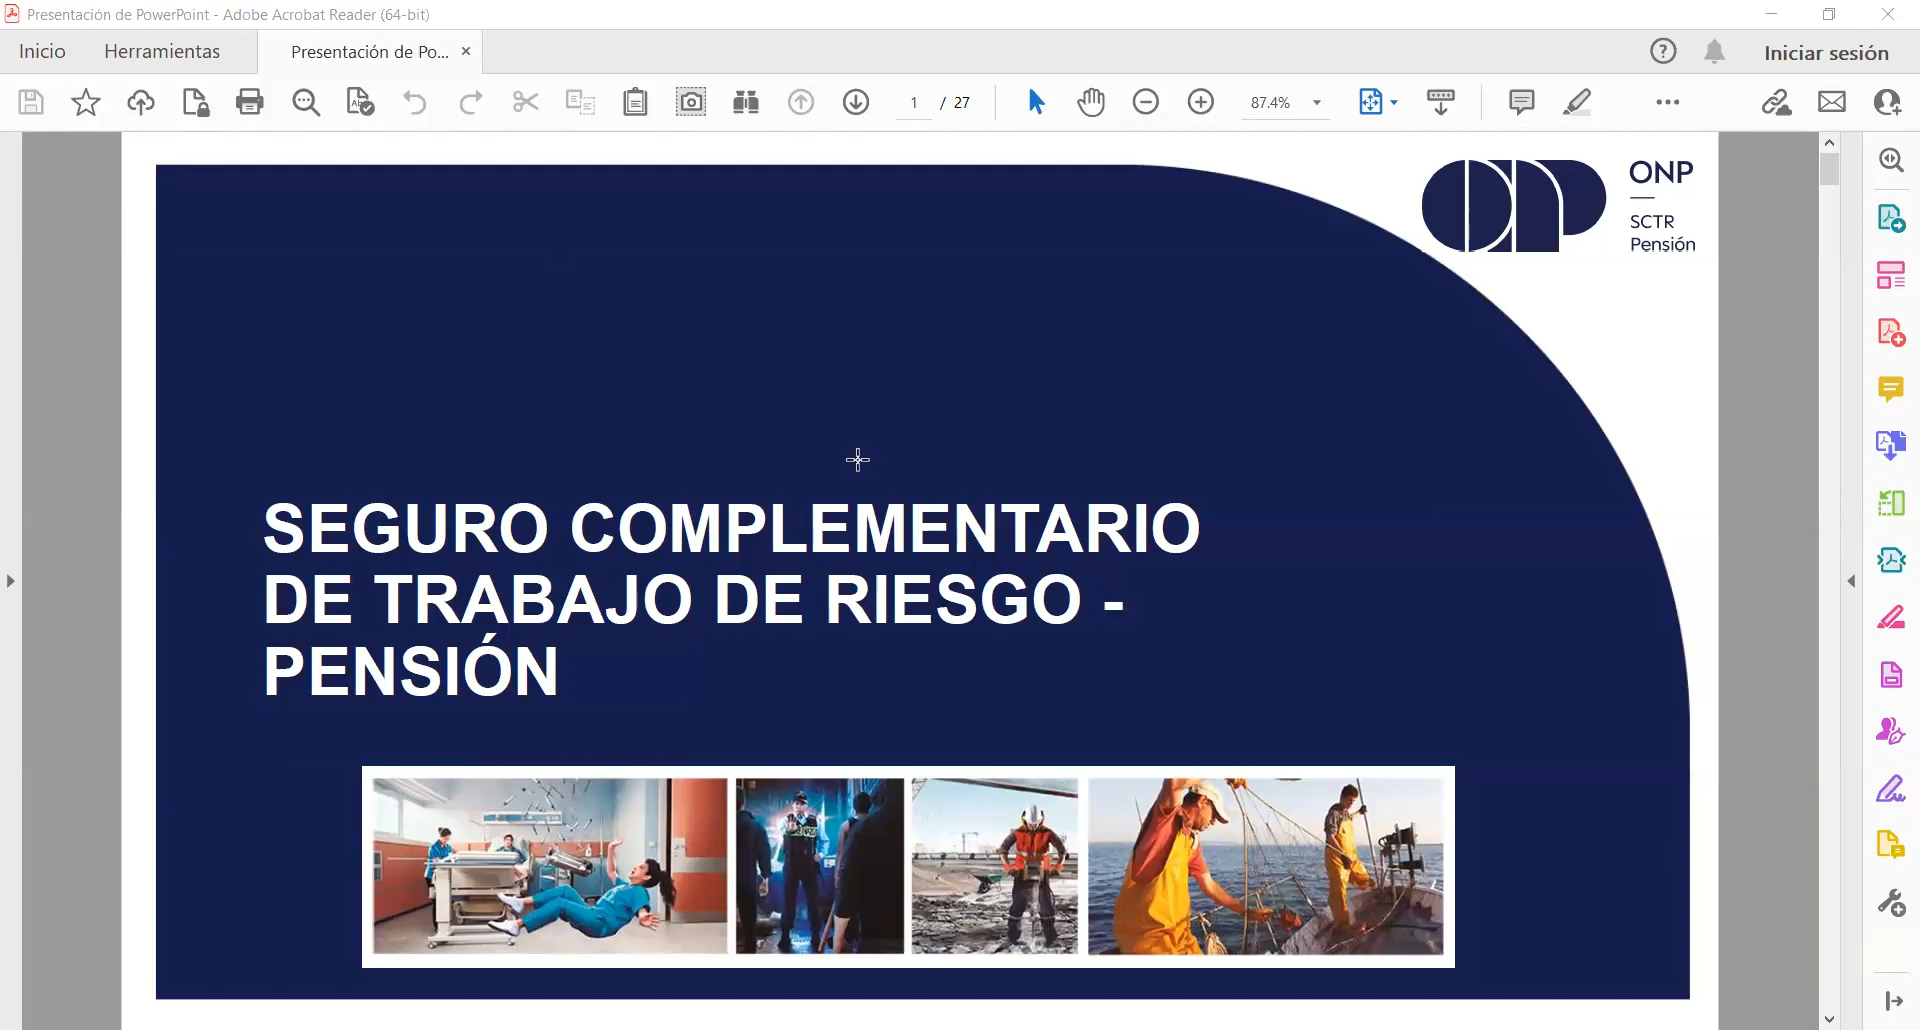 Presentación de PowerPoint - Adobe Acrobat Reader (64-bit)
Inicio
Herramientas
Presentación de Po...
Iniciar sesión
1 / 27
87.4%
ONP
SCTR
Pensión
SEGURO COMPLEMENTARIO
DE TRABAJO DE RIESGO -
PENSIÓN